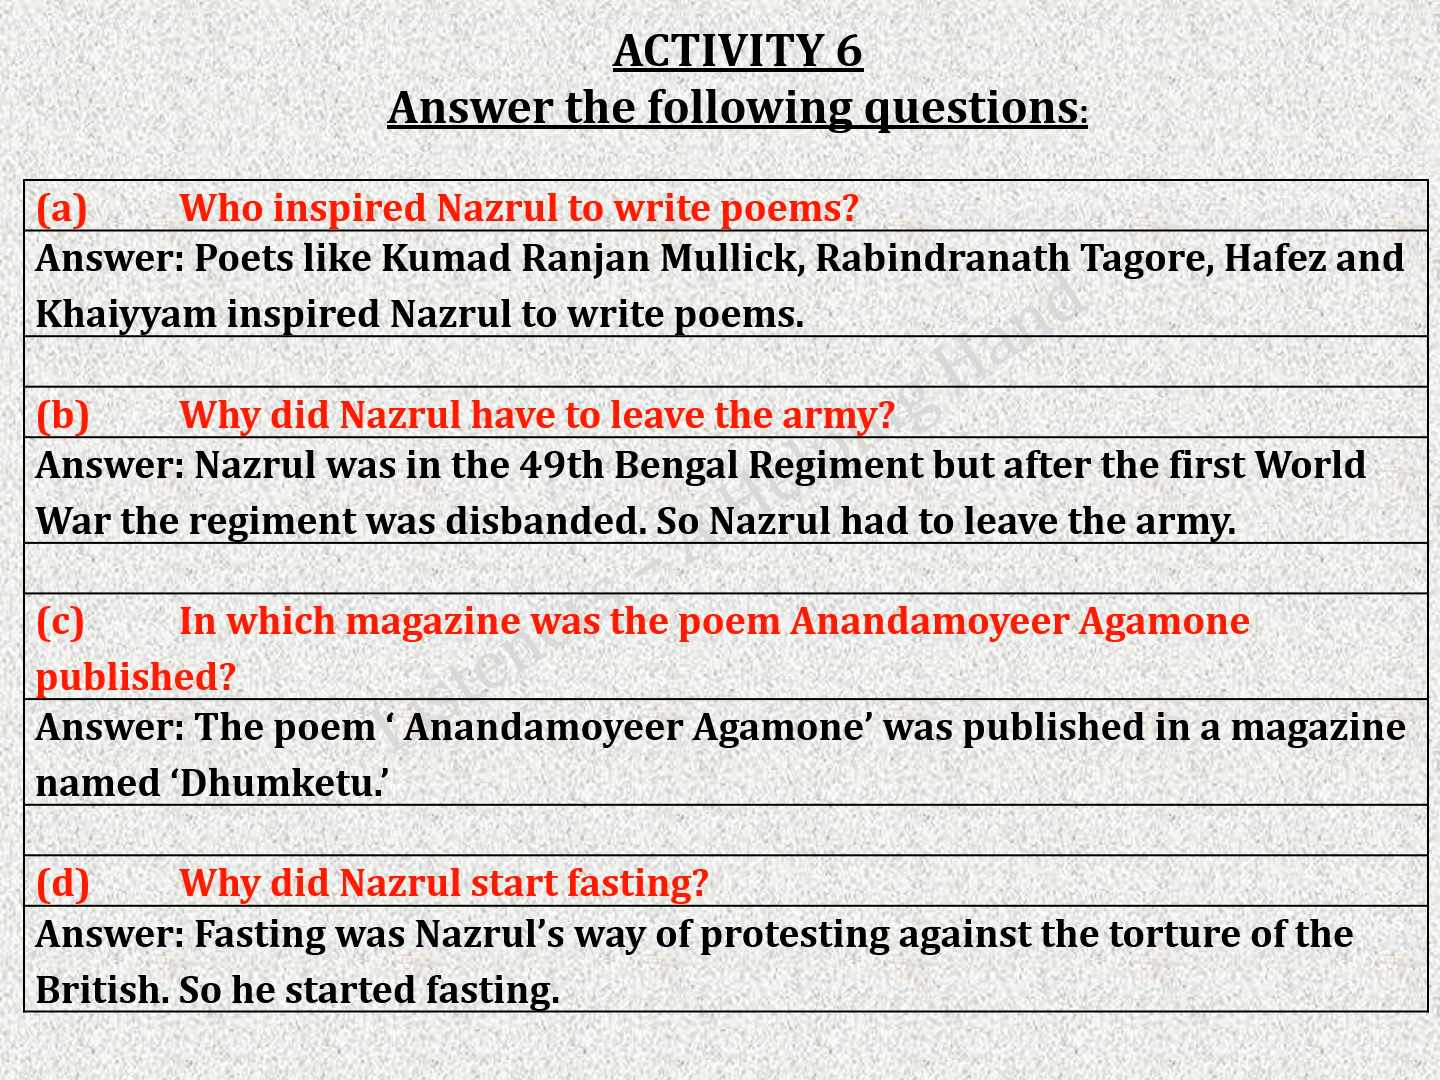 ACTIVITY 6
Answer the following questions:
(a) Who inspired Nazrul to write poems?
Answer: Poets like Kumad Ranjan Mullick, Rabindranath Tagore, Hafez and
Khaiyyam inspired Nazrul to write poems.
(b) Why did Nazrul have to leave the army?
Answer: Nazrul was in the 49th Bengal Regiment but after the first World
War the regiment was disbanded. So Nazrul had to leave the army.
(c) In which magazine was the poem Anandamoyeer Agamone
published?
Answer: The poem ‘ Anandamoyeer Agamone’ was published in a magazine
named ‘Dhumketu.’
(d) Why did Nazrul start fasting?
Answer: Fasting was Nazrul’s way of protesting against the torture of the
British. So he started fasting.